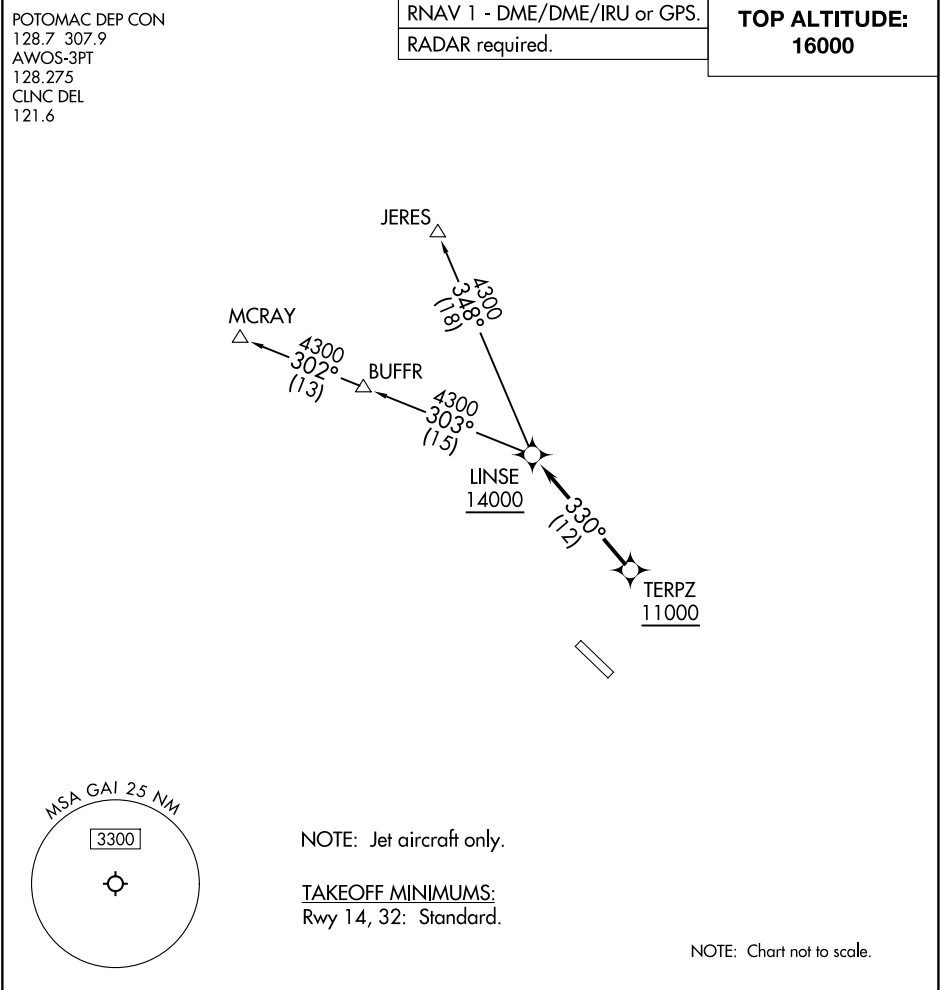 POTOMAC DEP CON
128.7 307.9
AWOS-3PT
128.275
CLNC DEL
121.6
RNAV 1 - DME/DME/IRU or GPS.
RADAR required.
TOP ALTITUDE:
16000
JERES
4300
348°
(18)
MCRAY
4300
302°
(13)
BUFFR
4300
303°
(15)
LINSE
14000
330°
(12)
TERPZ
11000
MSA GAI 25 NM
3300
NOTE: Jet aircraft only.
TAKEOFF MINIMUMS:
Rwy 14, 32: Standard.
NOTE: Chart not to scale.